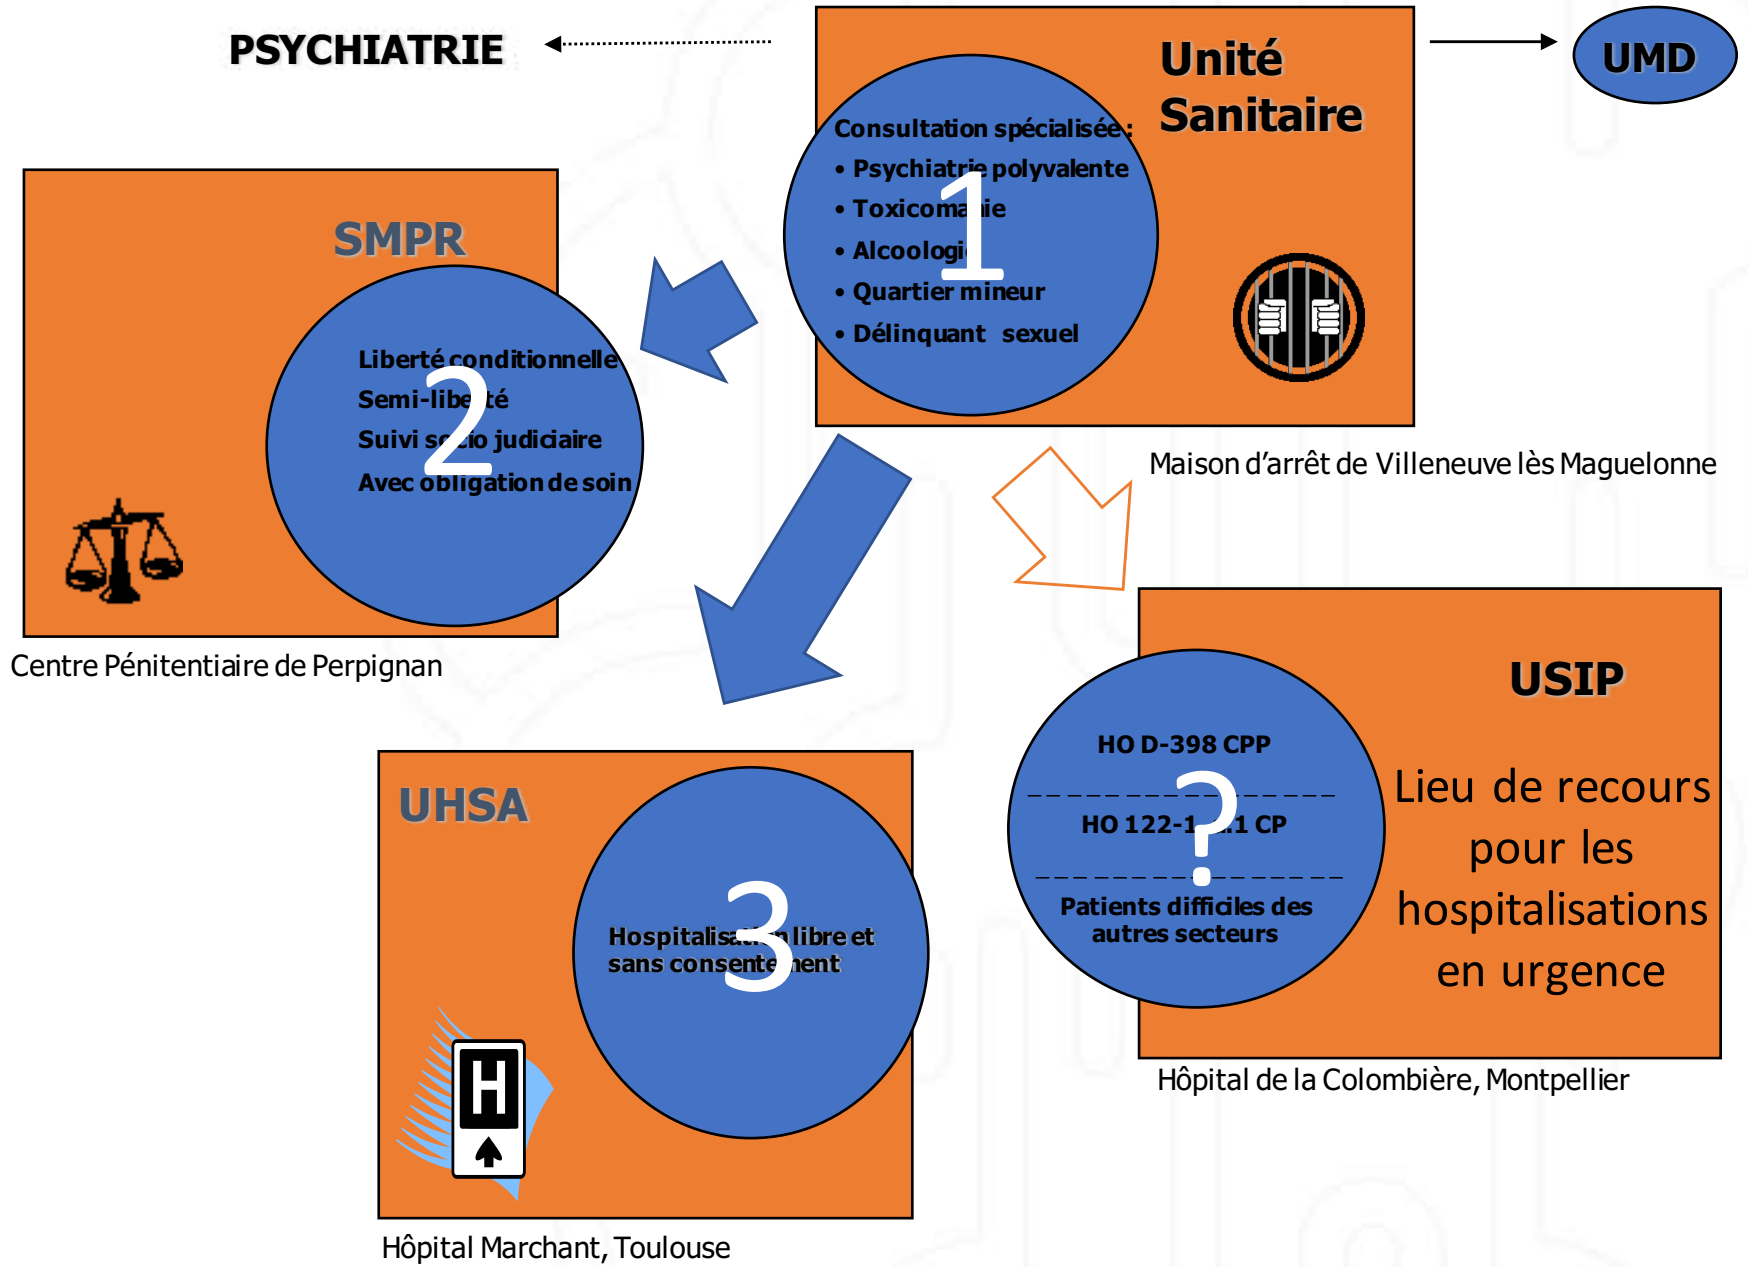 PSYCHIATRIE
Unité
Sanitaire
UMD
Consultation spécialisée :
• Psychiatrie polyvalente
• Toxicomanie
• Alcoologie
• Quartier mineur
• Délinquant sexuel
1
Maison d'arrêt de Villeneuve lès Maguelonne
SMPR
Liberté conditionnelle
Semi-liberté
Suivi socio judiciaire
Avec obligation de soin
2
Centre Pénitentiaire de Perpignan
UHSA
Hospitalisation libre et
sans consentement
3
H
Hôpital Marchant, Toulouse
USIP
HO D-398 CPP
HO 122-1 CP
Patients difficiles des
autres secteurs
?
Lieu de recours
pour les
hospitalisations
en urgence
Hôpital de la Colombière, Montpellier